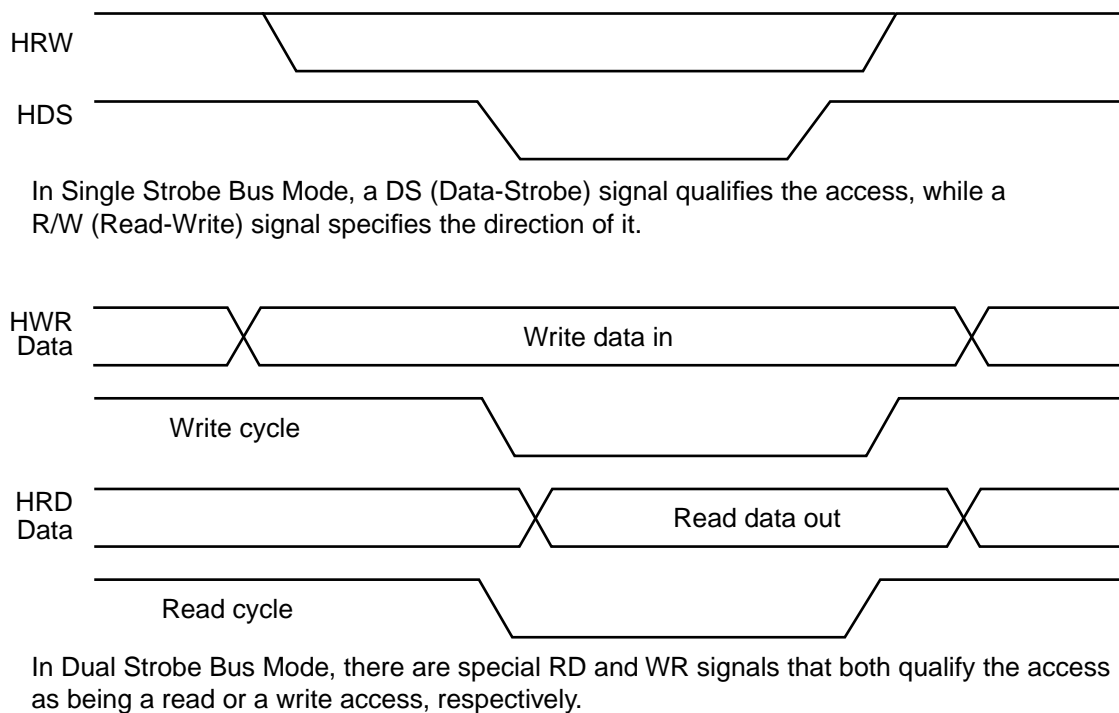 HRW
HDS
In Single Strobe Bus Mode, a DS (Data-Strobe) signal qualifies the access, while a
R/W (Read-Write) signal specifies the direction of it.
HWR
Data
Write data in
Write cycle
HRD
Data
Read data out
Read cycle
In Dual Strobe Bus Mode, there are special RD and WR signals that both qualify the access
as being a read or a write access, respectively.